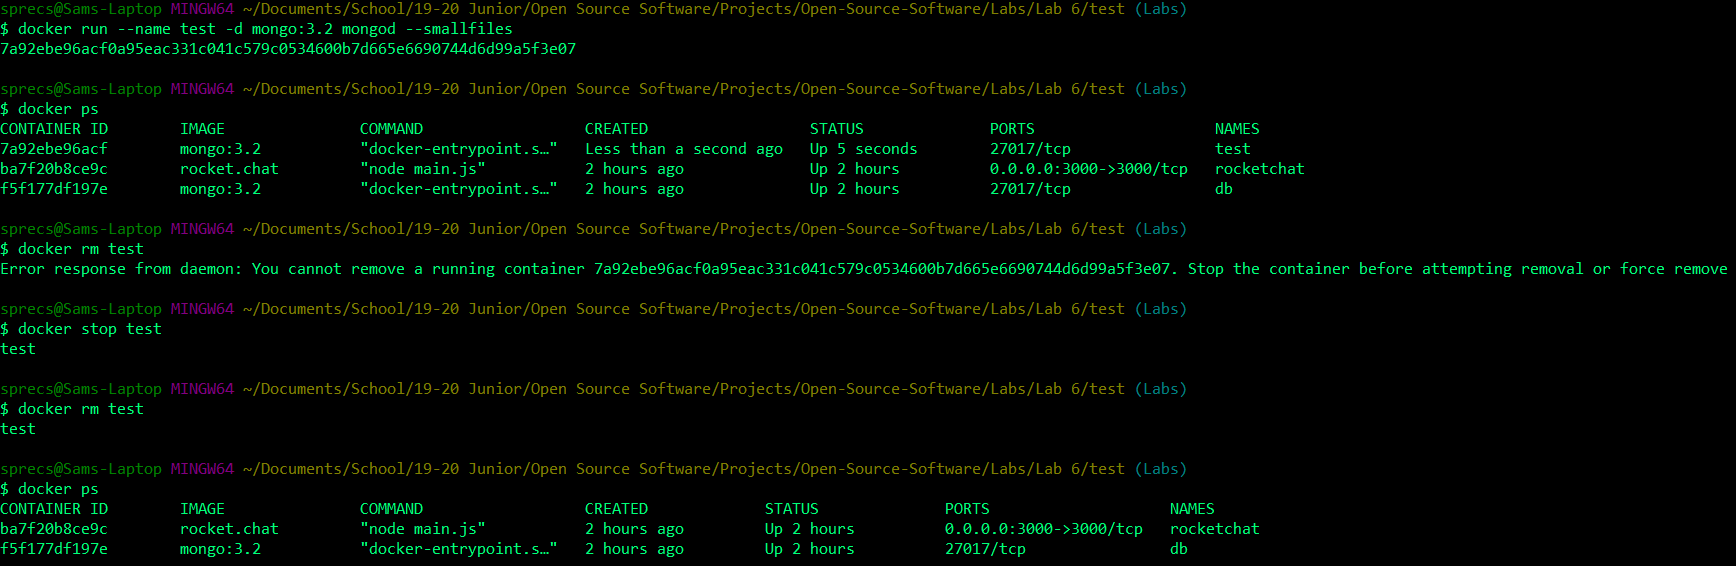 sprecs@Sams-Laptop MINGW64 ~/Documents/School/19-20 Junior/Open Source Software/Projects/Open-Source-Software/Labs/Lab 6/test (Labs)
$ docker run --name test -d mongo:3.2 mongod --smallfiles
7a92ebe96acf0a95eac331c041c579c0534600b7d665e6690744d6d99a5f3e07
sprecs@Sams-Laptop MINGW64 ~/Documents/School/19-20 Junior/Open Source Software/Projects/Open-Source-Software/Labs/Lab 6/test (Labs)
$ docker ps
CONTAINER ID        IMAGE               COMMAND                  CREATED                  STATUS              PORTS                    NAMES
7a92ebe96acf        mongo:3.2           "docker-entrypoint.s…"   Less than a second ago   Up 5 seconds        27017/tcp                test
ba7f20b8ce9c        rocket.chat         "node main.js"           2 hours ago              Up 2 hours          0.0.0.0:3000->3000/tcp   rocketchat
f5f177df197e        mongo:3.2           "docker-entrypoint.s…"   2 hours ago              Up 2 hours          27017/tcp                db
sprecs@Sams-Laptop MINGW64 ~/Documents/School/19-20 Junior/Open Source Software/Projects/Open-Source-Software/Labs/Lab 6/test (Labs)
$ docker rm test
Error response from daemon: You cannot remove a running container 7a92ebe96acf0a95eac331c041c579c0534600b7d665e6690744d6d99a5f3e07. Stop the container before attempting removal or force remove
sprecs@Sams-Laptop MINGW64 ~/Documents/School/19-20 Junior/Open Source Software/Projects/Open-Source-Software/Labs/Lab 6/test (Labs)
$ docker stop test
test
sprecs@Sams-Laptop MINGW64 ~/Documents/School/19-20 Junior/Open Source Software/Projects/Open-Source-Software/Labs/Lab 6/test (Labs)
$ docker rm test
test
sprecs@Sams-Laptop MINGW64 ~/Documents/School/19-20 Junior/Open Source Software/Projects/Open-Source-Software/Labs/Lab 6/test (Labs)
$ docker ps
CONTAINER ID        IMAGE               COMMAND                  CREATED             STATUS              PORTS                    NAMES
ba7f20b8ce9c        rocket.chat         "node main.js"           2 hours ago         Up 2 hours          0.0.0.0:3000->3000/tcp   rocketchat
f5f177df197e        mongo:3.2           "docker-entrypoint.s…"   2 hours ago         Up 2 hours          27017/tcp                db